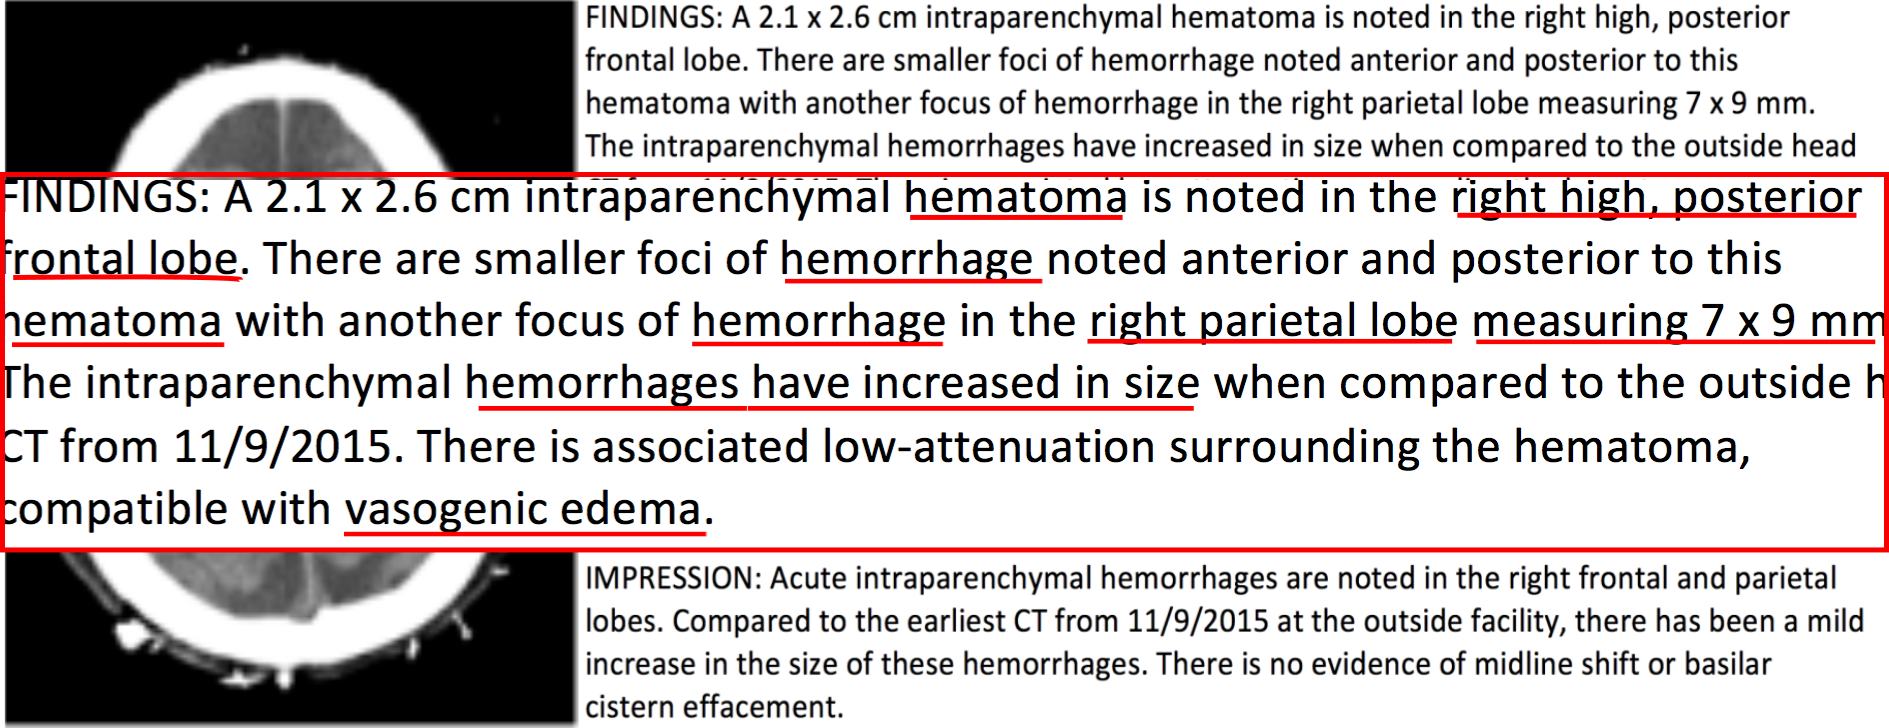 FINDINGS: A 2.1 x 2.6 cm intraparenchymal hematoma is noted in the right high, posterior
frontal lobe. There are smaller foci of hemorrhage noted anterior and posterior to this
hematoma with another focus of hemorrhage in the right parietal lobe measuring 7 x 9 mm.
The intraparenchymal hemorrhages have increased in size when compared to the outside head
FINDINGS: A 2.1 x 2.6 cm intraparenchymal hematoma is noted in the right high, posterior
frontal lobe. There are smaller foci of hemorrhage noted anterior and posterior to this
hematoma with another focus of hemorrhage in the right parietal lobe measuring 7 x 9 mm
The intraparenchymal hemorrhages have increased in size when compared to the outside h
CT from 11/9/2015. There is associated low-attenuation surrounding the hematoma,
compatible with vasogenic edema.
IMPRESSION: Acute intraparenchymal hemorrhages are noted in the right frontal and parietal
lobes. Compared to the earliest CT from 11/9/2015 at the outside facility, there has been a mild
increase in the size of these hemorrhages. There is no evidence of midline shift or basilar
cistern effacement.